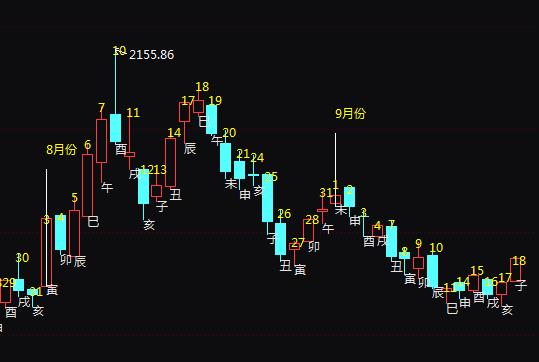 10
2155.86
18
17
19
7
11
9月份
8月份
6
14
20
巳
午
酉
戌
辰
21
24
12
13
25
未
申
亥
午
丑
5
子
31
1
2
3
4
巳
亥
26
28
未
3
申
4
7
午
子
27
酉
戌
卯
8
9
10
30
卯
辰
丑
寅
丑
18
29
31
寅
寅
卯
辰
11
14
15
16
17
子
酉
戌
亥
巳
申
酉
戌
亥